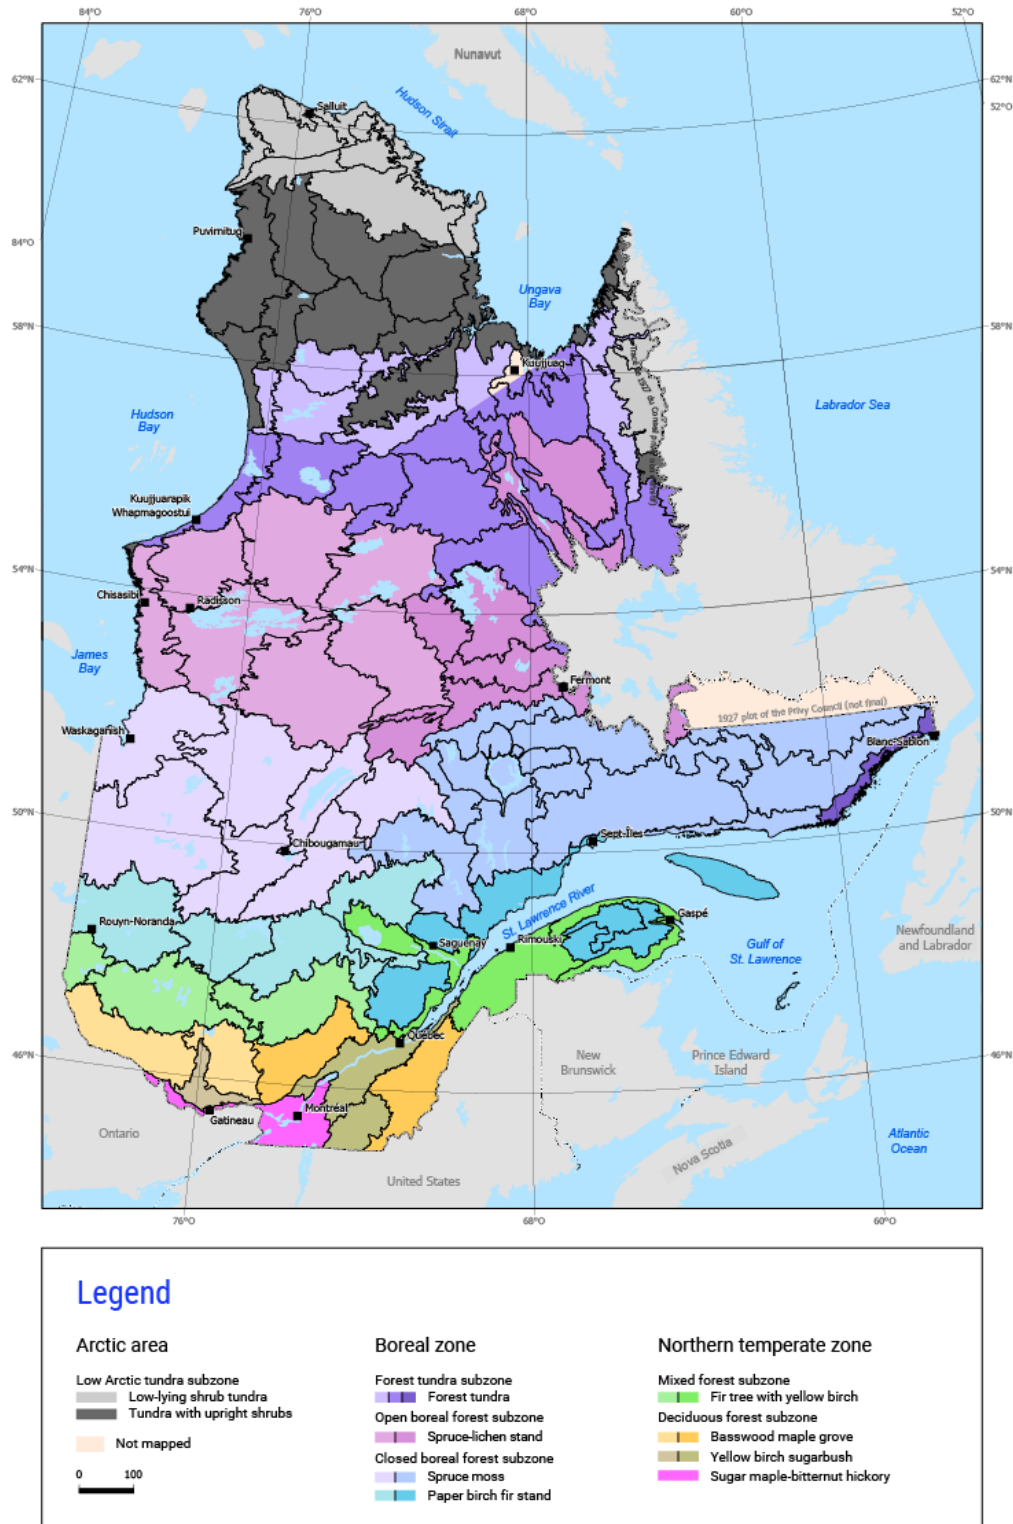 84°O
76°O
68°O
60°O
52°O
Nunavut
62°N
62°N
52°O
Salluit
Hudson Strait
Puvirnituq
84°O
Ungava
Bay
58°N
58°N
Kuujjuaq
Labrador Sea
Hudson
Bay
Kuujjuarapik
Whapmagoostui
54°N
54°N
Chisasibi
Radisson
James
Bay
Fermont
1927 plot of the Privy Council (not final)
Waskaganish
Blanc-Sablon
50°N
50°N
Sept-Îles
Chibougamau
St. Lawrence River
Rouyn-Noranda
Gaspé
Saguenay
Rimouski
Gulf of
St. Lawrence
Newfoundland
and Labrador
Québec
46°N
46°N
New
Brunswick
Prince Edward
Island
Montréal
Gatineau
Ontario
Nova Scotia
Atlantic
Ocean
United States
76°O
68°O
60°O
Legend
Arctic area
Low Arctic tundra subzone
Low-lying shrub tundra
Tundra with upright shrubs
Not mapped
0 100
Boreal zone
Forest tundra subzone
Forest tundra
Open boreal forest subzone
Spruce-lichen stand
Closed boreal forest subzone
Spruce moss
Paper birch fir stand
Northern temperate zone
Mixed forest subzone
Fir tree with yellow birch
Deciduous forest subzone
Basswood maple grove
Yellow birch sugarbush
Sugar maple-bitternut hickory